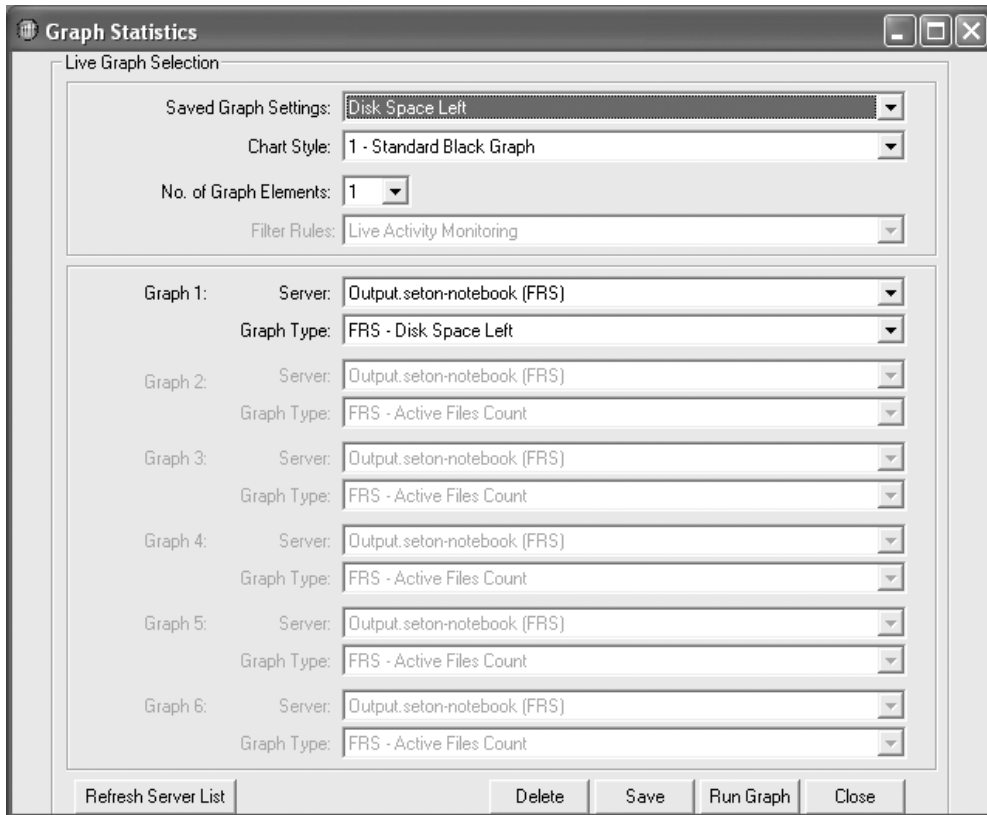 Graph Statistics
Live Graph Selection
Saved Graph Settings: Disk Space Left
Chart Style: 1 - Standard Black Graph
No. of Graph Elements: 1
Filter Rules: Live Activity Monitoring
Graph 1: Server: Output.seton-notebook (FRS)
Graph Type: FRS - Disk Space Left
Graph 2: Server: Output.seton-notebook (FRS)
Graph Type: FRS - Active Files Count
Graph 3: Server: Output.seton-notebook (FRS)
Graph Type: FRS - Active Files Count
Graph 4: Server: Output.seton-notebook (FRS)
Graph Type: FRS - Active Files Count
Graph 5: Server: Output.seton-notebook (FRS)
Graph Type: FRS - Active Files Count
Graph 6: Server: Output.seton-notebook (FRS)
Graph Type: FRS - Active Files Count
Refresh Server List Delete Save Run Graph Close